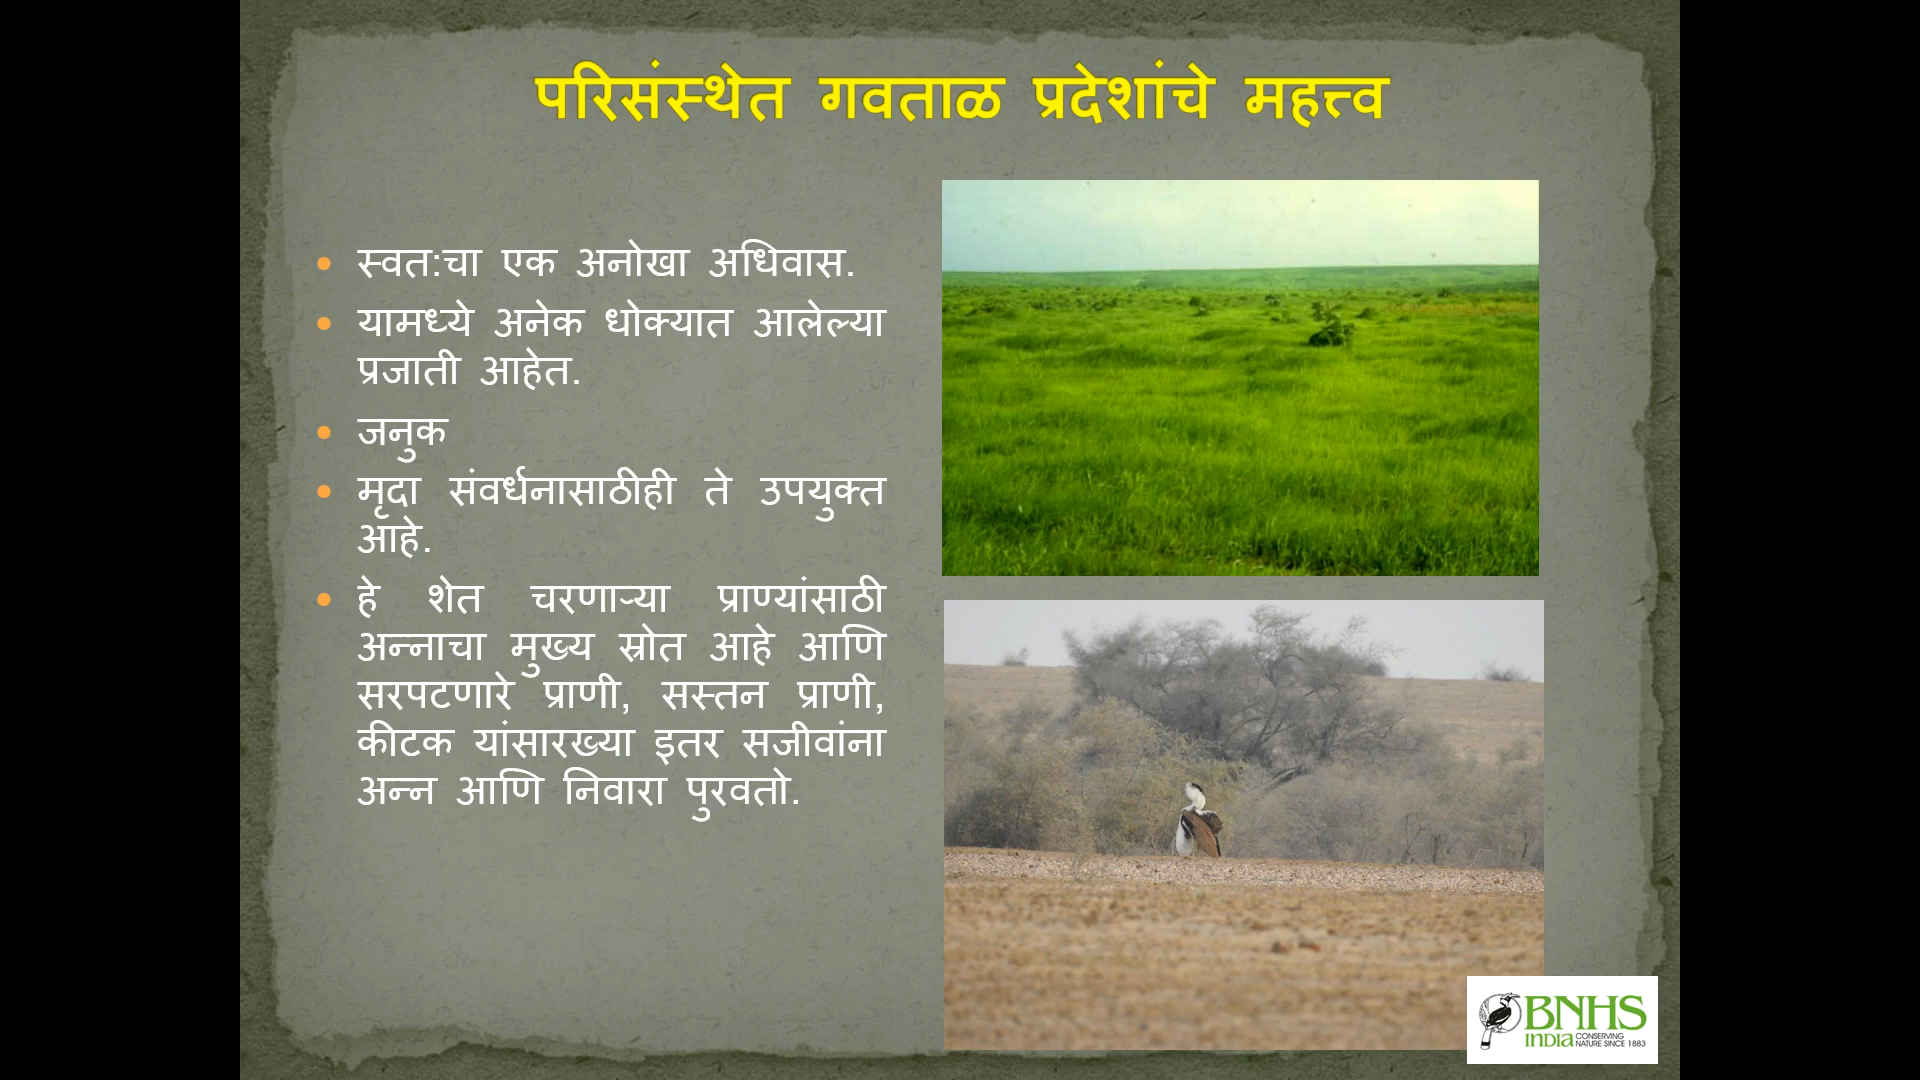 परिसंस्थेत गवताळ प्रदेशांचे महत्त्व
स्वत:चा एक अनोखा अधिवास.
यामध्ये अनेक धोक्यात आलेल्या
प्रजाती आहेत.
जनुक
मृदा संवर्धनासाठीही ते उपयुक्त
आहे.
हे शेत चरणाऱ्या प्राण्यांसाठी
अन्नाचा मुख्य स्रोत आहे आणि
सरपटणारे प्राणी, सस्तन प्राणी,
कीटक यांसारख्या इतर सजीवांना
अन्न आणि निवारा पुरवतो.
BNHS
INDIA CONSERVING
NATURE SINCE 1883